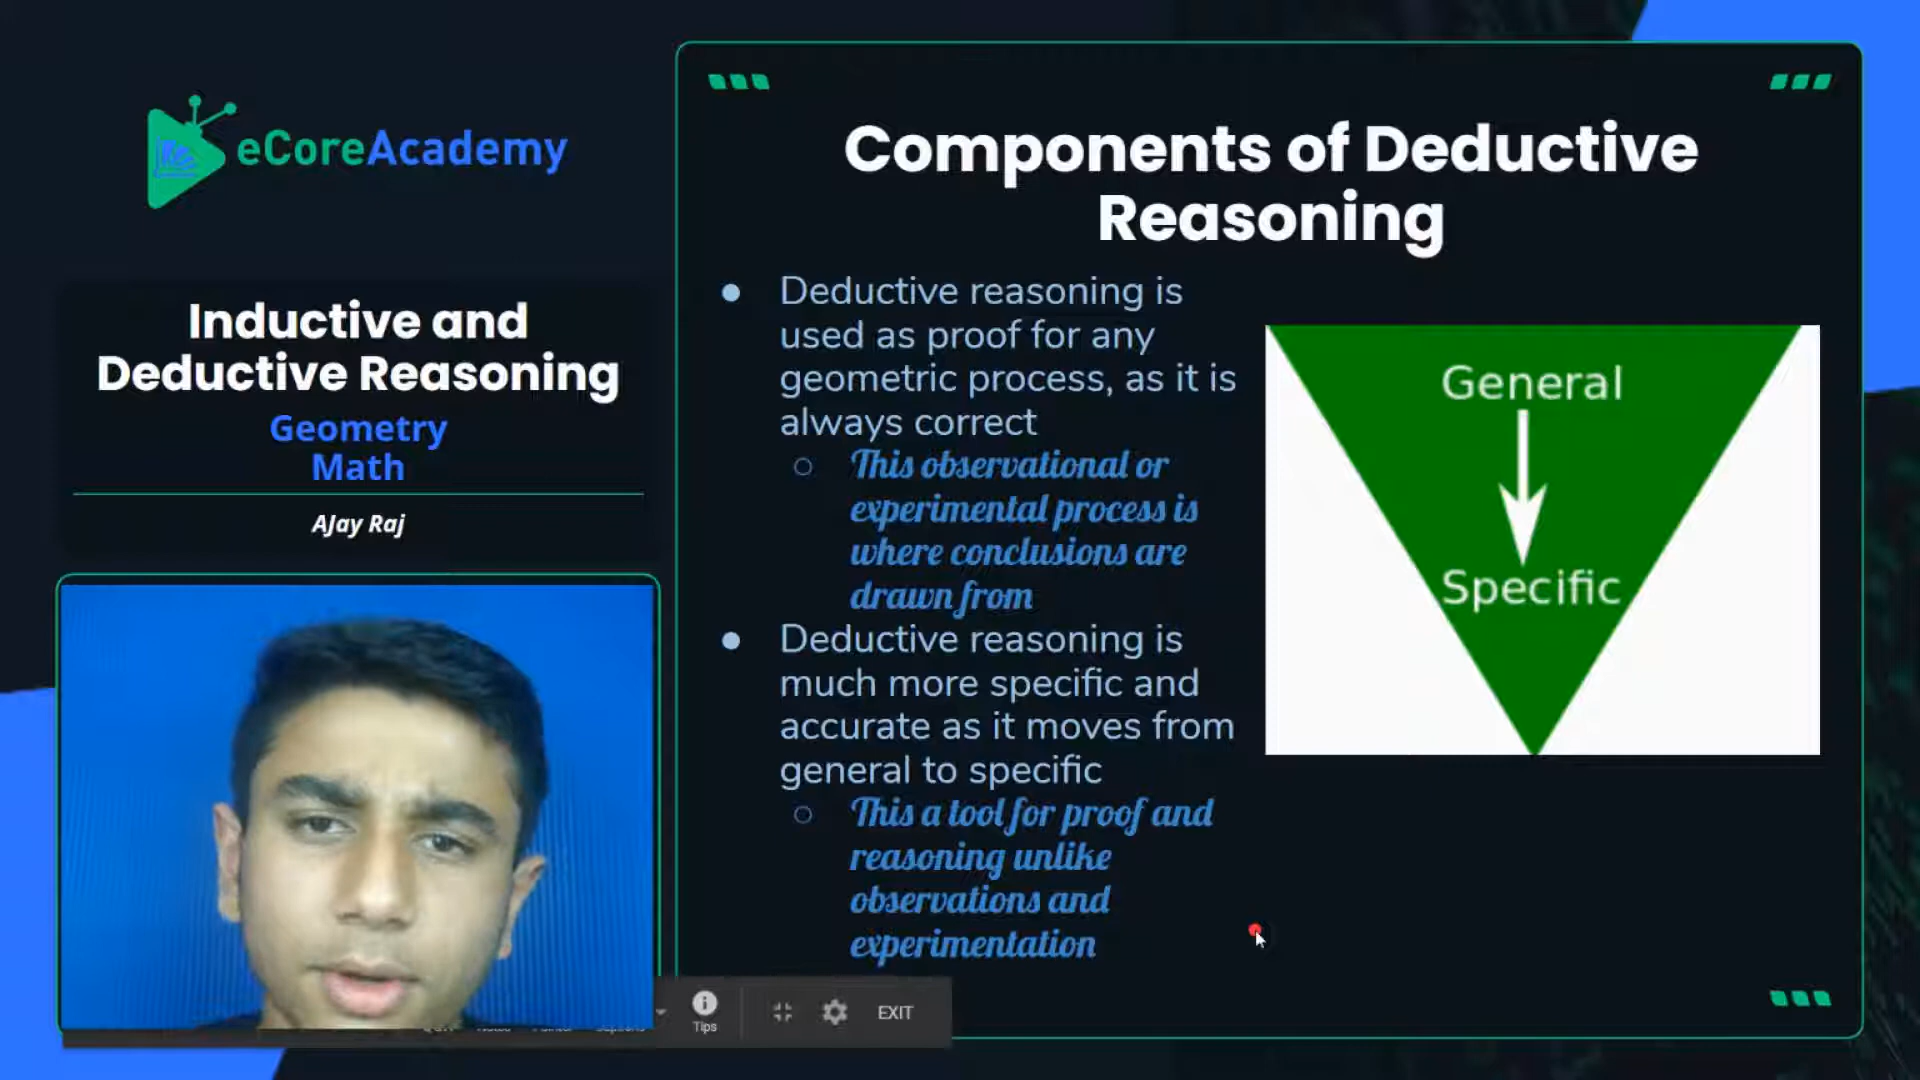 eCoreAcademy
Inductive and
Deductive Reasoning
Geometry
Math
AJay Raj
Components of Deductive
Reasoning
Deductive reasoning is
used as proof for any
geometric process, as it is
always correct
This observational or
experimental process is
where conclusions are
drawn from
Deductive reasoning is
much more specific and
accurate as it moves from
general to specific
This a tool for proof and
reasoning unlike
observations and
experimentation
General
Specific
Tips
EXIT